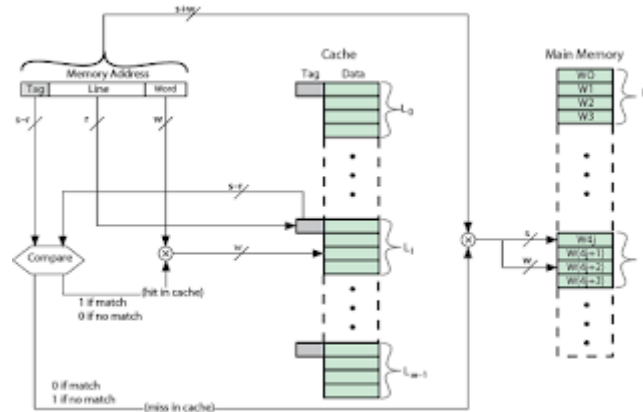 s+w
Cache
Main Memory
Memory Address
Tag Data
Tag Line Word
W0
W1
W2
W3
L0
s-r
r
w
s-r
Compare
w
Li
s
w
W4j
W(4j+1)
W(4j+2)
W(4j+3)
(hit in cache)
1 if match
0 if no match
Lm-1
0 if match
1 if no match
(miss in cache)